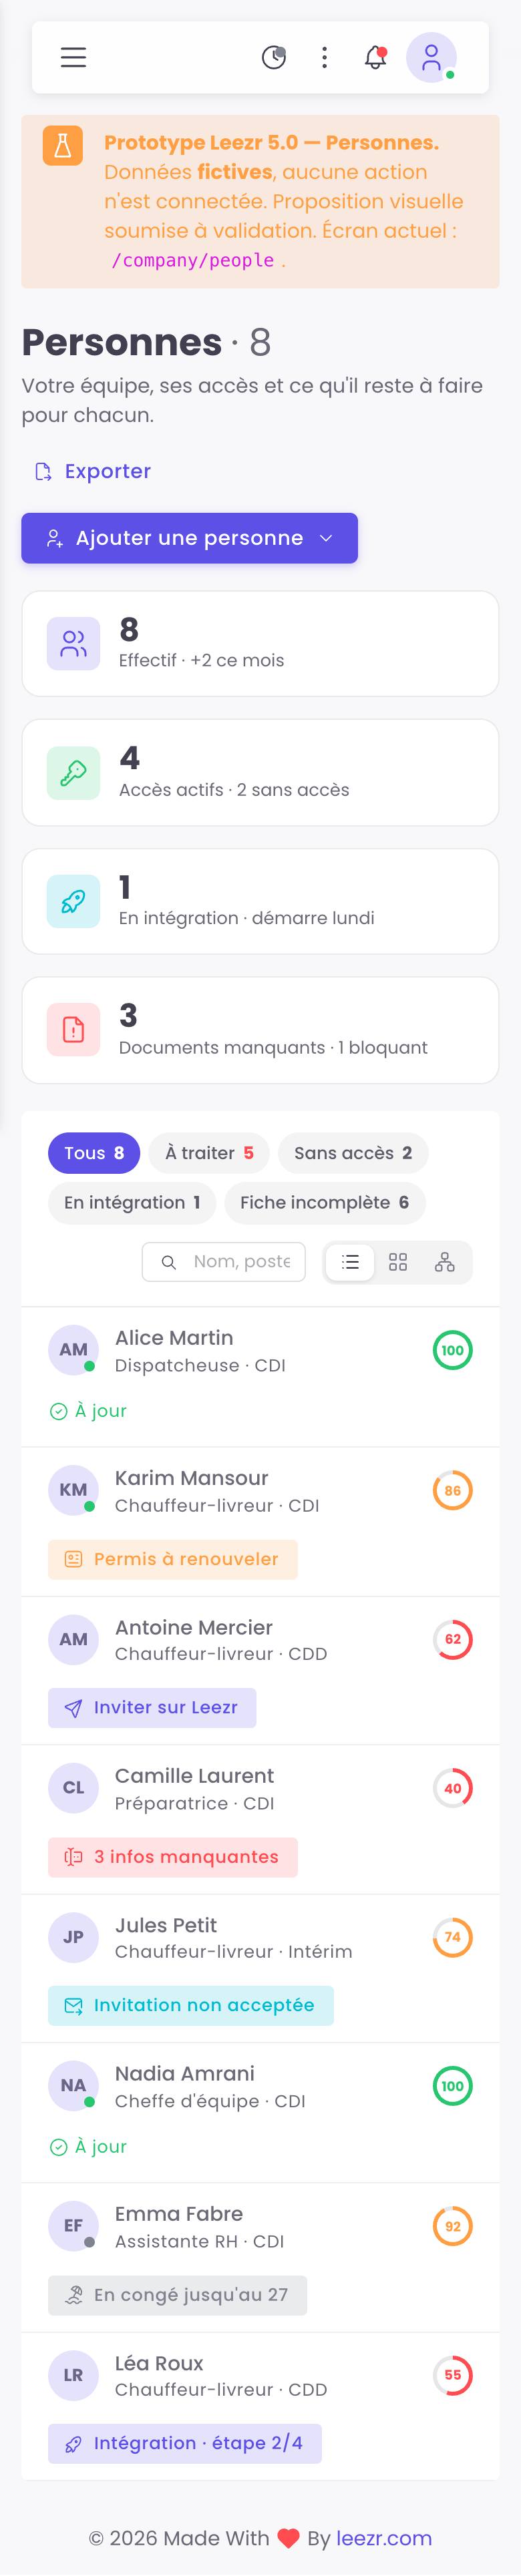 Prototype Leezr 5.0 — Personnes.
Données fictives, aucune action
n'est connectée. Proposition visuelle
soumise à validation. Écran actuel :
/company/people .
Personnes · 8
Votre équipe, ses accès et ce qu'il reste à faire
pour chacun.
Exporter
Ajouter une personne
8
Effectif · +2 ce mois
4
Accès actifs · 2 sans accès
1
En intégration · démarre lundi
3
Documents manquants · 1 bloquant
Tous 8 À traiter 5 Sans accès 2
En intégration 1 Fiche incomplète 6
Nom, poste
AM Alice Martin 100
Dispatcheuse · CDI
À jour
KM Karim Mansour 86
Chauffeur-livreur · CDI
Permis à renouveler
AM Antoine Mercier 62
Chauffeur-livreur · CDD
Inviter sur Leezr
CL Camille Laurent 40
Préparatrice · CDI
3 infos manquantes
JP Jules Petit 74
Chauffeur-livreur · Intérim
Invitation non acceptée
NA Nadia Amrani 100
Cheffe d'équipe · CDI
À jour
EF Emma Fabre 92
Assistante RH · CDI
En congé jusqu'au 27
LR Léa Roux 55
Chauffeur-livreur · CDD
Intégration · étape 2/4
© 2026 Made With ❤ By leezr.com